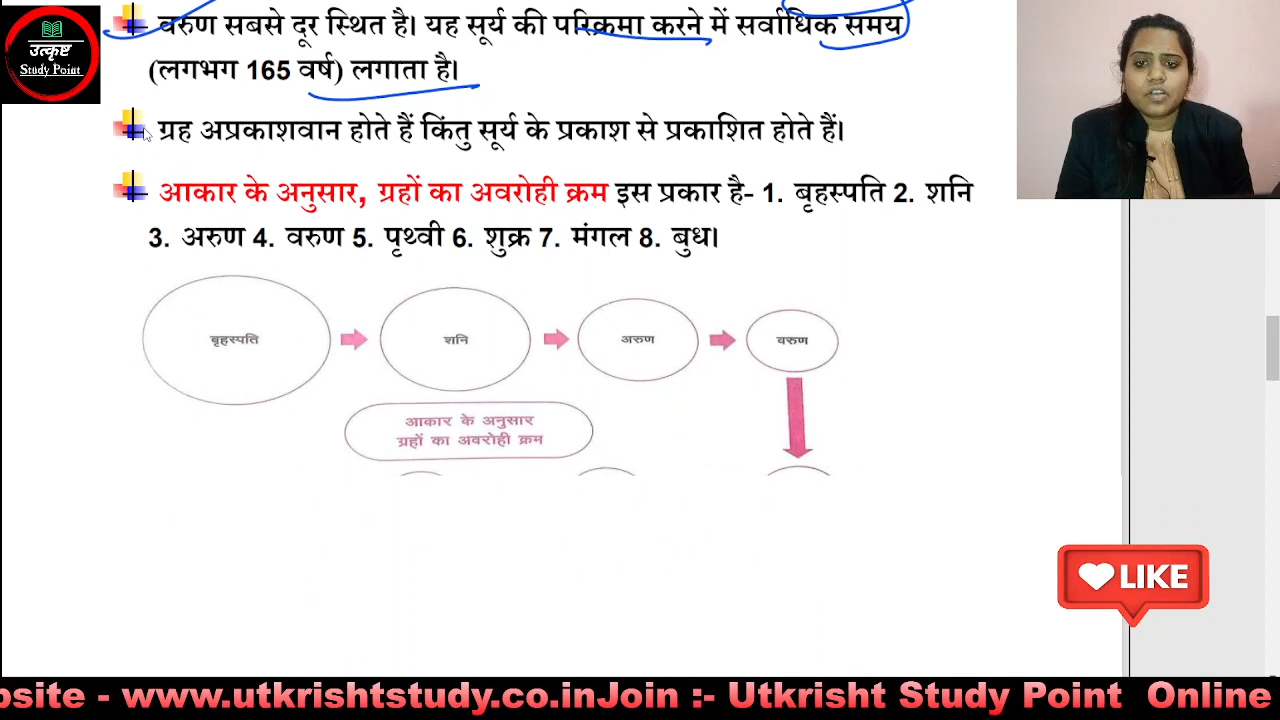 वरुण सबसे दूर स्थित है। यह सूर्य की परिक्रमा करने में सर्वाधिक समय
(लगभग 165 वर्ष) लगाता है।
उत्कृष्ट
Study Point
ग्रह अप्रकाशवान होते हैं किंतु सूर्य के प्रकाश से प्रकाशित होते हैं।
आकार के अनुसार, ग्रहों का अवरोही क्रम इस प्रकार है- 1. बृहस्पति 2. शनि
3. अरुण 4. वरुण 5. पृथ्वी 6. शुक्र 7. मंगल 8. बुध।
बृहस्पति
शनि
अरुण
वरुण
आकार के अनुसार
ग्रहों का अवरोही क्रम
LIKE
bsite - www.utkrishtstudy.co.inJoin :- Utkrisht Study Point Online